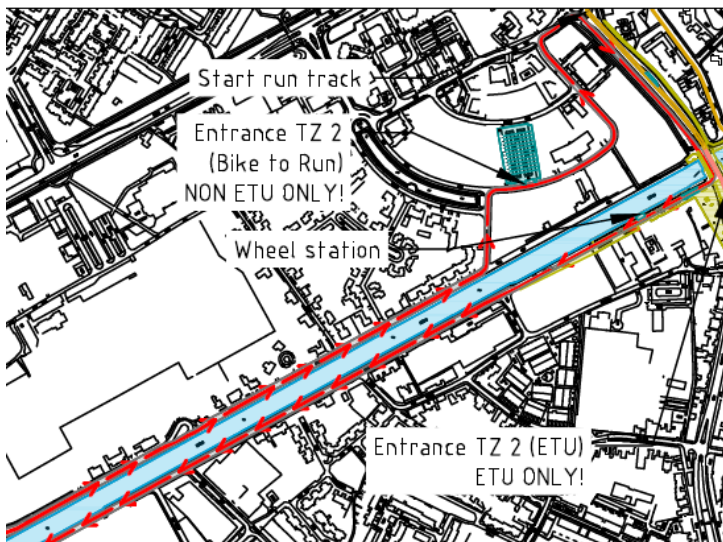 Start run track
Entrance TZ 2
(Bike to Run)
NON ETU ONLY!
Wheel station
Entrance TZ 2 (ETU)
ETU ONLY!